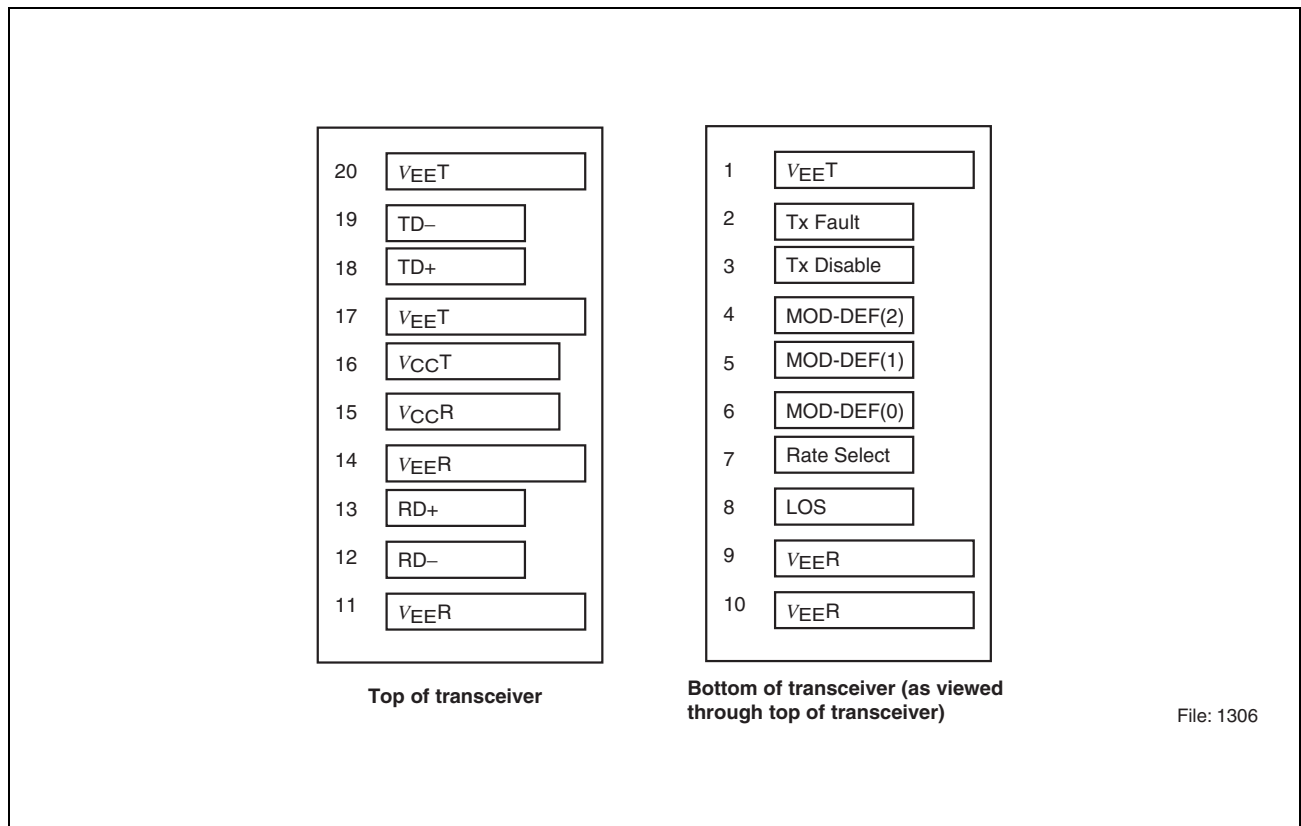 20 VEET
19 TD–
18 TD+
17 VEET
16 VCCT
15 VCCR
14 VEER
13 RD+
12 RD–
11 VEER
Top of transceiver
1 VEET
2 Tx Fault
3 Tx Disable
4 MOD-DEF(2)
5 MOD-DEF(1)
6 MOD-DEF(0)
7 Rate Select
8 LOS
9 VEER
10 VEER
Bottom of transceiver (as viewed
through top of transceiver)
File: 1306